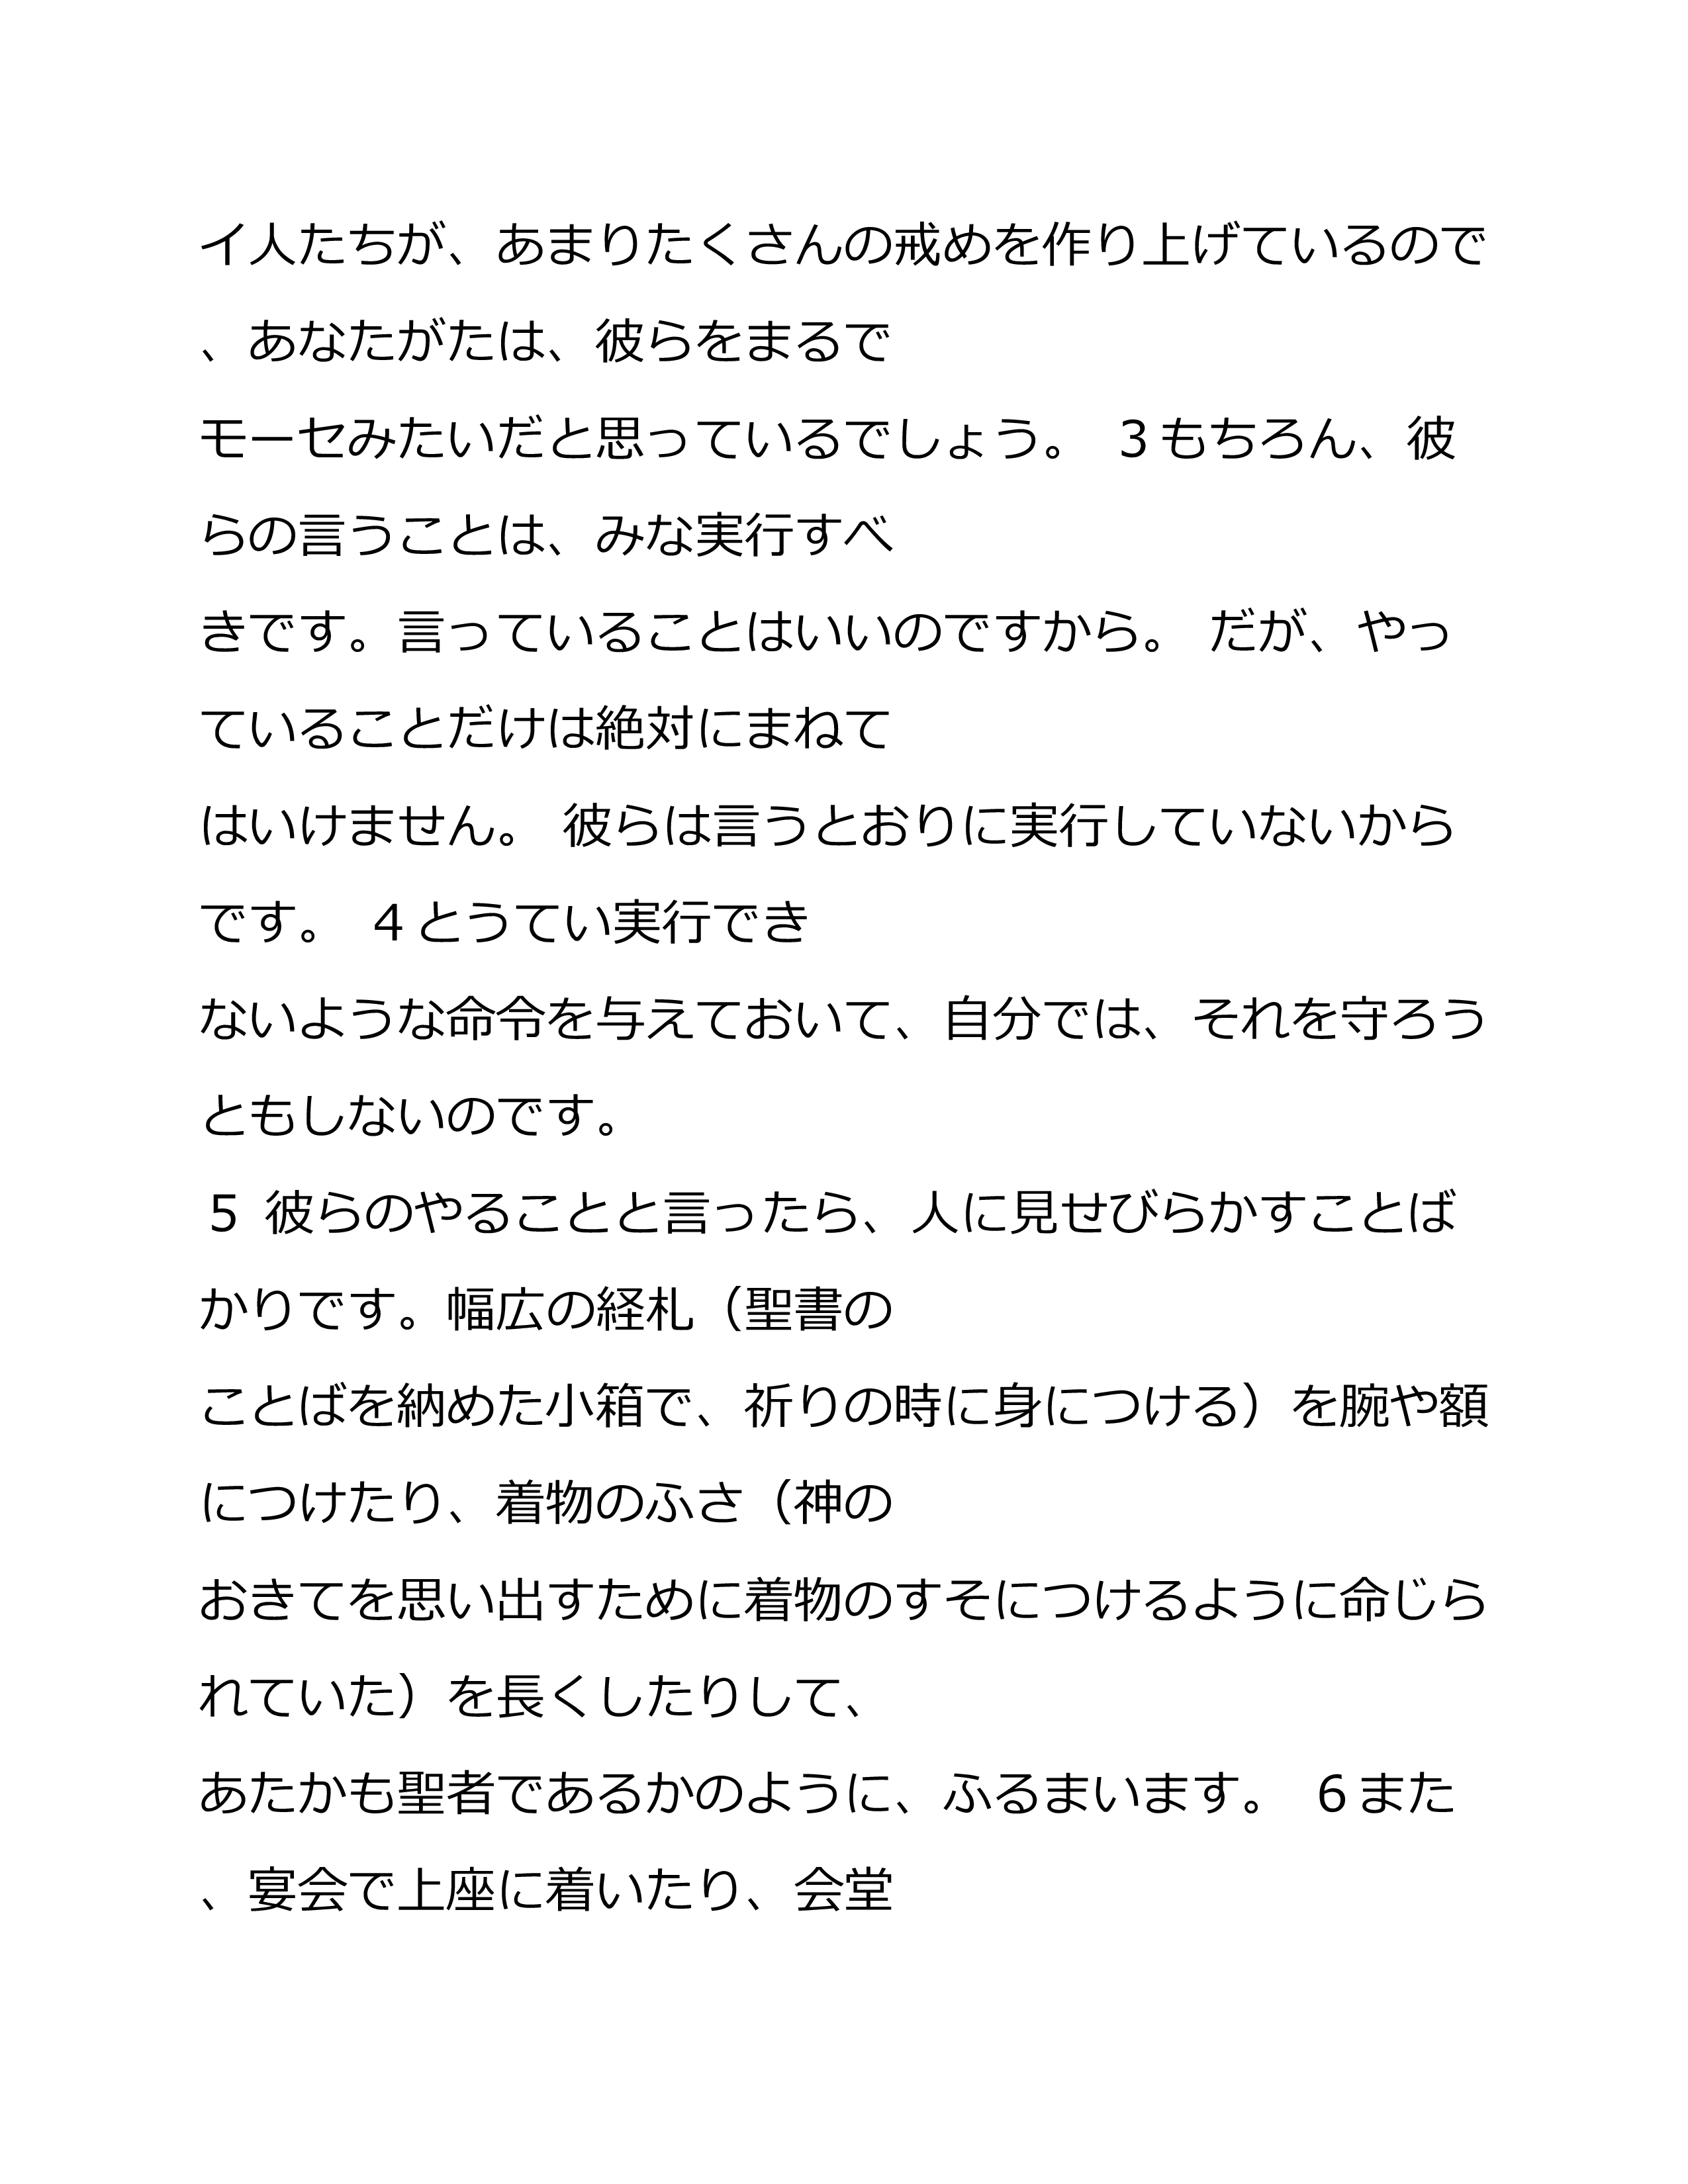 イ人たちが、あまりたくさんの戒めを作り上げているので
、あなたがたは、彼らをまるで
モーセみたいだと思っているでしょう。 3もちろん、彼
らの言うことは、みな実行すべ
きです。言っていることはいいのですから。 だが、やっ
ていることだけは絶対にまねて
はいけません。 彼らは言うとおりに実行していないから
です。 4とうてい実行でき
ないような命令を与えておいて、自分では、それを守ろう
ともしないのです。
5 彼らのやることと言ったら、人に見せびらかすことば
かりです。幅広の経札（聖書の
ことばを納めた小箱で、祈りの時に身につける）を腕や額
につけたり、着物のふさ（神の
おきてを思い出すために着物のすそにつけるように命じら
れていた）を長くしたりして、
あたかも聖者であるかのように、ふるまいます。 6また
、宴会で上座に着いたり、会堂